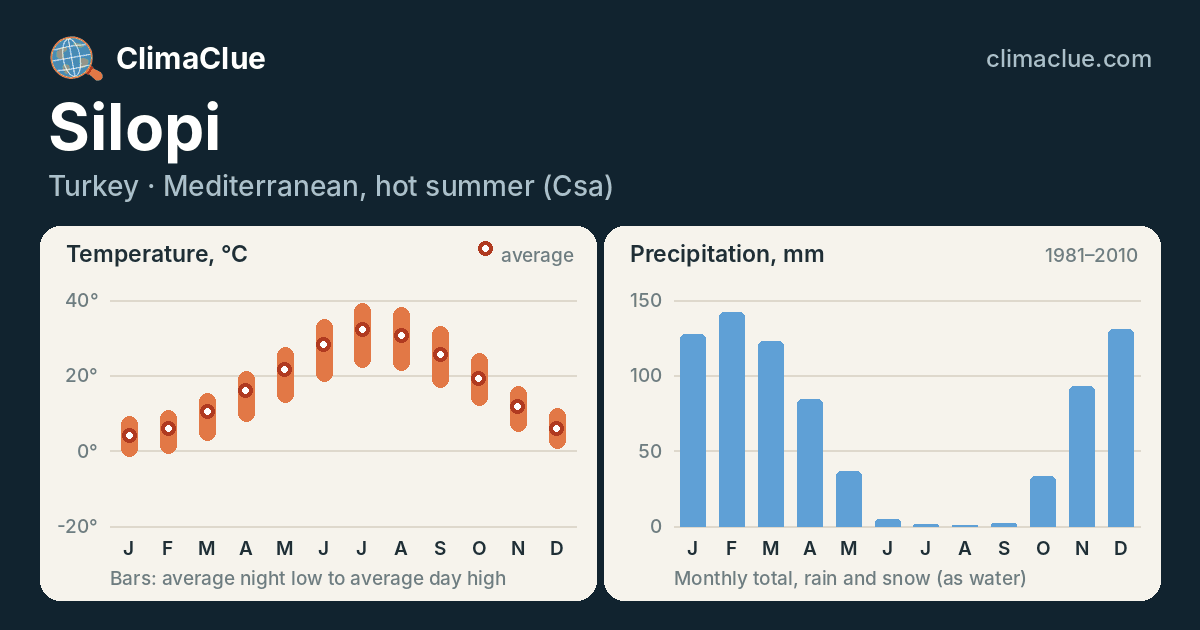 ClimaClue
climaclue.com
Silopi
Turkey · Mediterranean, hot summer (Csa)
Temperature, °C
average
40°
20°
0°
-20°
J F M A M J J A S O N D
Bars: average night low to average day high
Precipitation, mm
1981–2010
150
100
50
0
J F M A M J J A S O N D
Monthly total, rain and snow (as water)